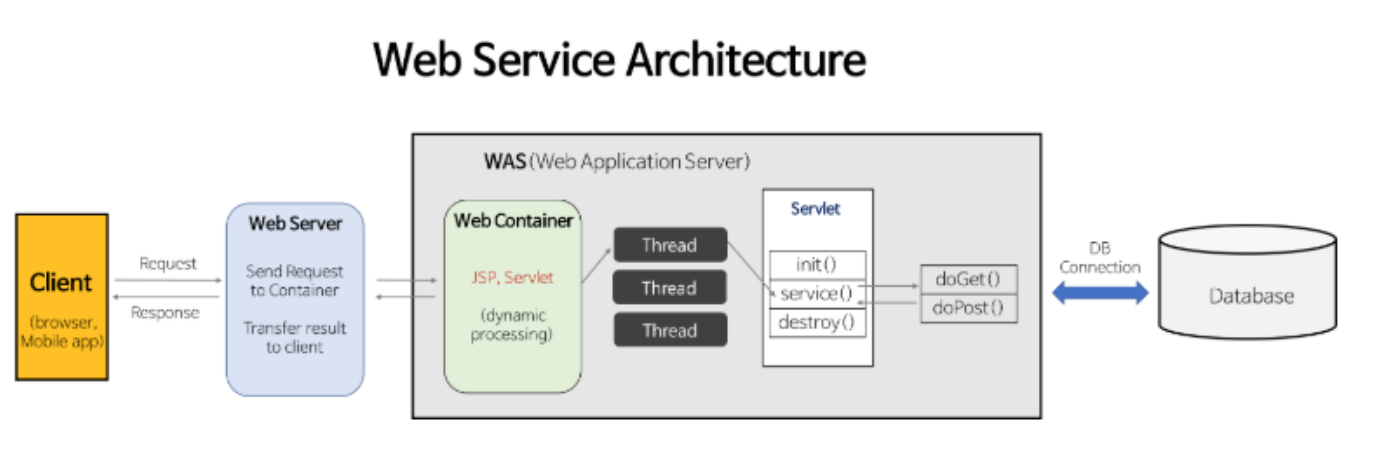 Web Service Architecture
WAS(Web Application Server)
Client
(browser,
Mobile app)
Request
Response
Web Server
Send Request
to Container
Transfer result
to client
Web Container
JSP, Servlet
(dynamic
processing)
Thread
Thread
Thread
Servlet
init()
service()
destroy()
doGet()
doPost()
DB
Connection
Database